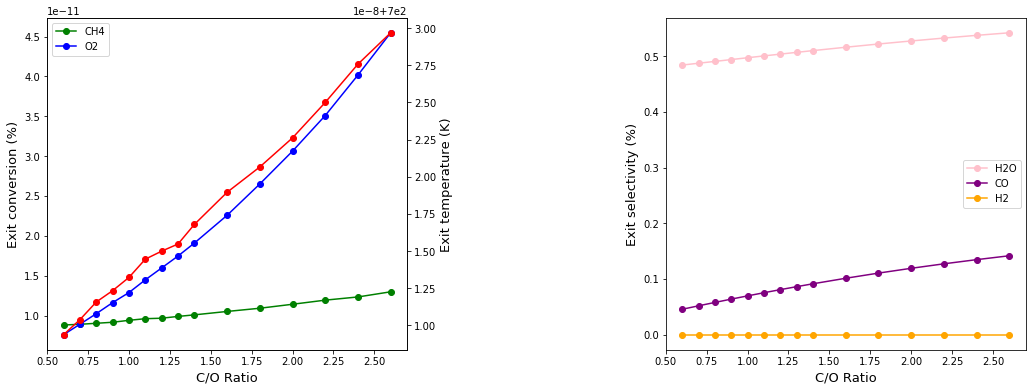 1e−11
1e−8+7e2
CH4
O2
4.5
4.0
3.5
3.0
2.5
2.0
1.5
1.0
Exit conversion (%)
3.00
2.75
2.50
2.25
2.00
1.75
1.50
1.25
1.00
Exit temperature (K)
0.50 0.75 1.00 1.25 1.50 1.75 2.00 2.25 2.50
C/O Ratio
0.5
0.4
0.3
0.2
0.1
0.0
Exit selectivity (%)
H2O
CO
H2
0.50 0.75 1.00 1.25 1.50 1.75 2.00 2.25 2.50
C/O Ratio